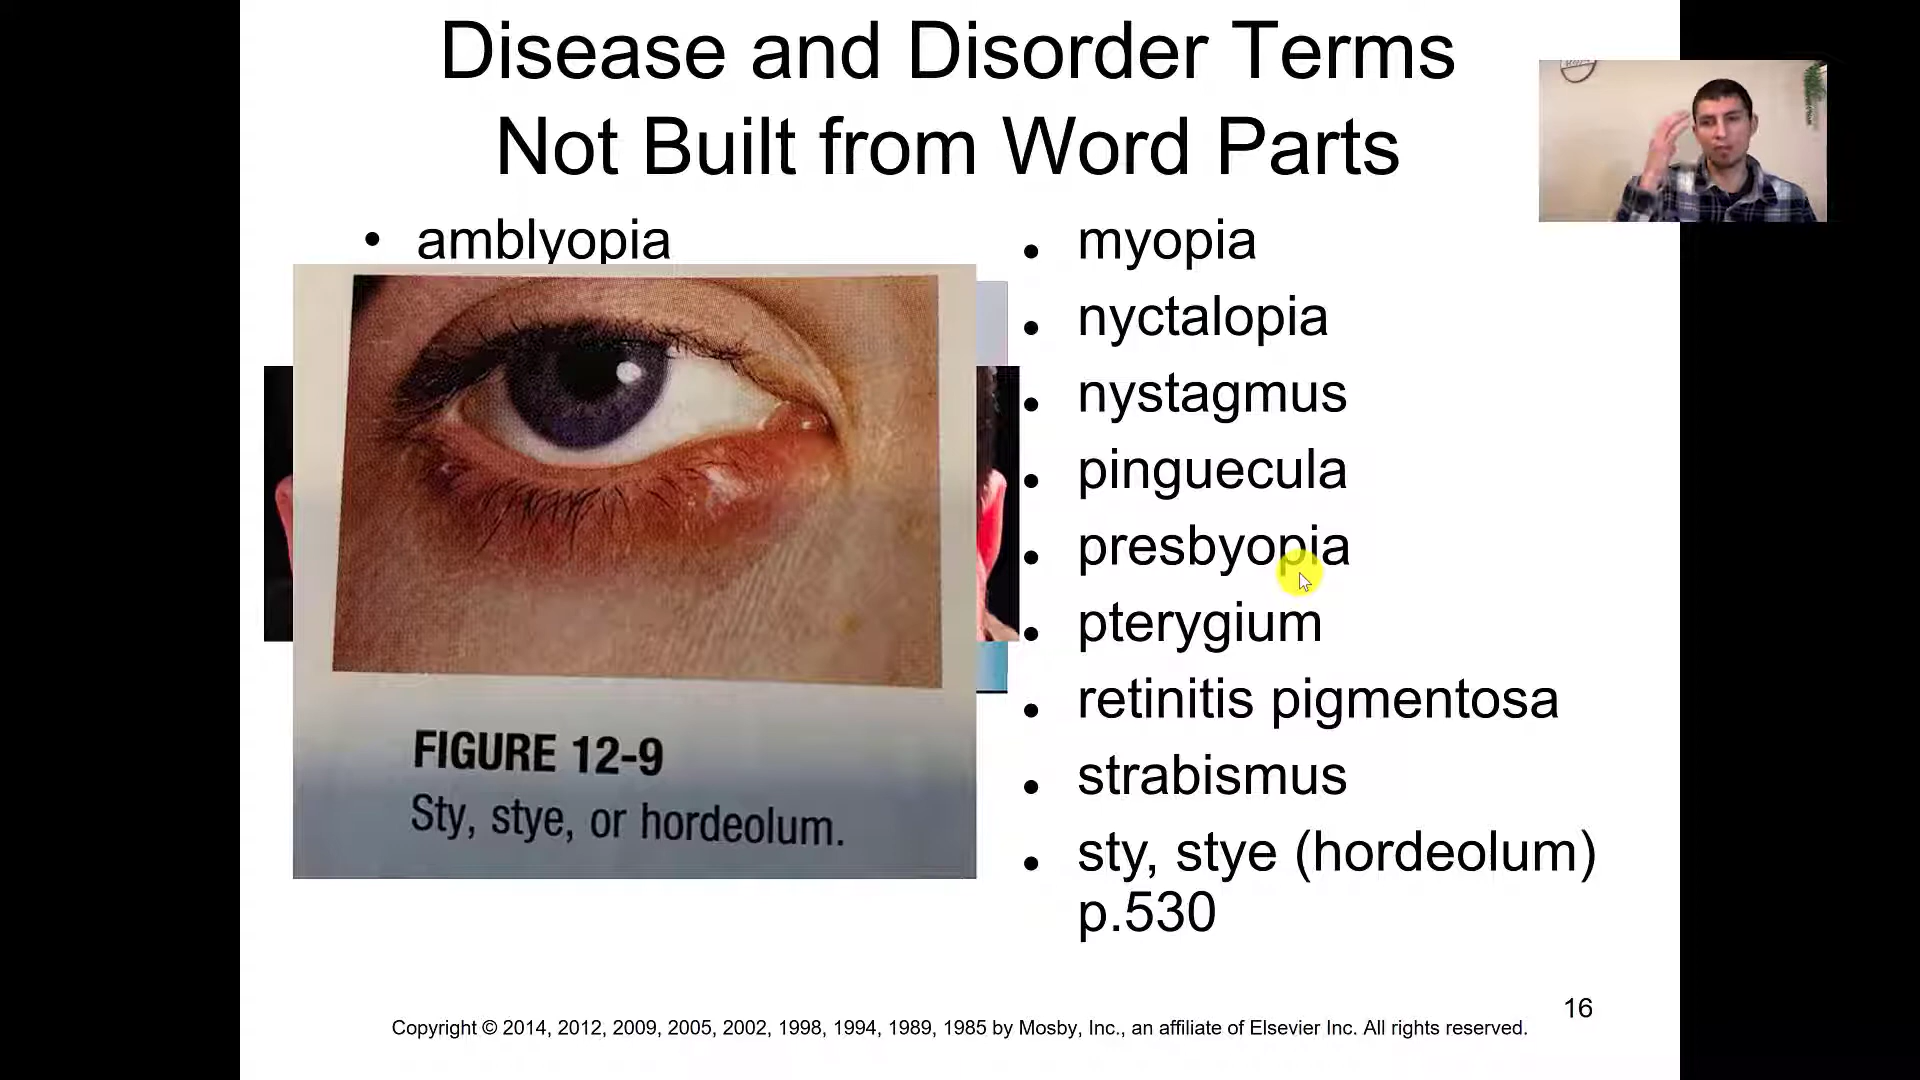 Disease and Disorder Terms
Not Built from Word Parts
• amblyopia
FIGURE 12-9
Sty, stye, or hordeolum.
• myopia
• nyctalopia
• nystagmus
• pinguecula
• presbyopia
• pterygium
• retinitis pigmentosa
• strabismus
• sty, stye (hordeolum)
p.530
16
Copyright © 2014, 2012, 2009, 2005, 2002, 1998, 1994, 1989, 1985 by Mosby, Inc., an affiliate of Elsevier Inc. All rights reserved.